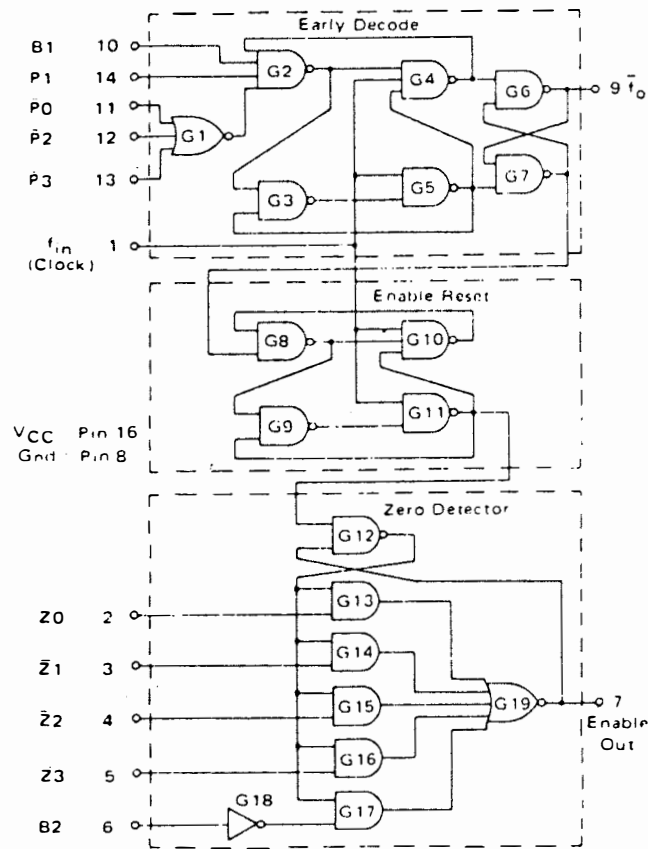 Early Decode
B1 10
P1 14
P̄0 11
P̄2 12
P̄3 13
G1
G2
G3
G4
G5
G6
G7
9 f̄o
fin 1
(Clock)
Enable Reset
G8
G9
G10
G11
VCC Pin 16
Gnd Pin 8
Zero Detector
G12
G13
G14
G15
G16
G17
G18
G19
Z0 2
Z̄1 3
Z̄2 4
Z̄3 5
B2 6
7
Enable
Out